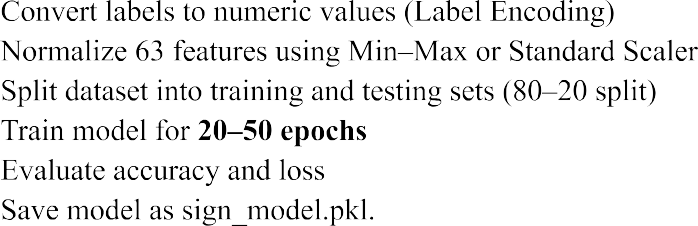 Convert labels to numeric values (Label Encoding)
Normalize 63 features using Min–Max or Standard Scaler
Split dataset into training and testing sets (80–20 split)
Train model for 20–50 epochs
Evaluate accuracy and loss
Save model as sign_model.pkl.